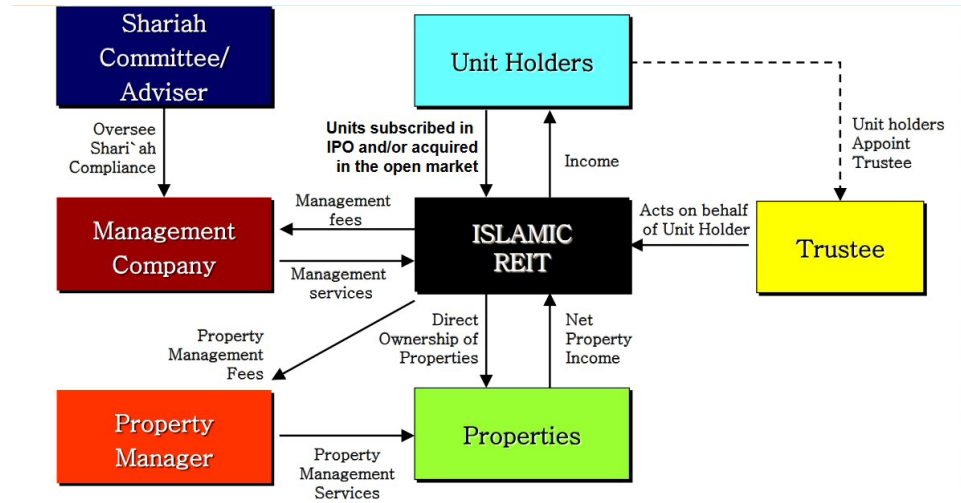 Shariah
Committee/
Adviser
Unit Holders
Oversee
Shari`ah
Compliance
Units subscribed in
IPO and/or acquired
in the open market
Income
Unit holders
Appoint
Trustee
Management
fees
Management
Company
ISLAMIC
REIT
Acts on behalf
of Unit Holder
Trustee
Management
services
Property
Management
Fees
Direct
Ownership of
Properties
Net
Property
Income
Property
Manager
Properties
Property
Management
Services